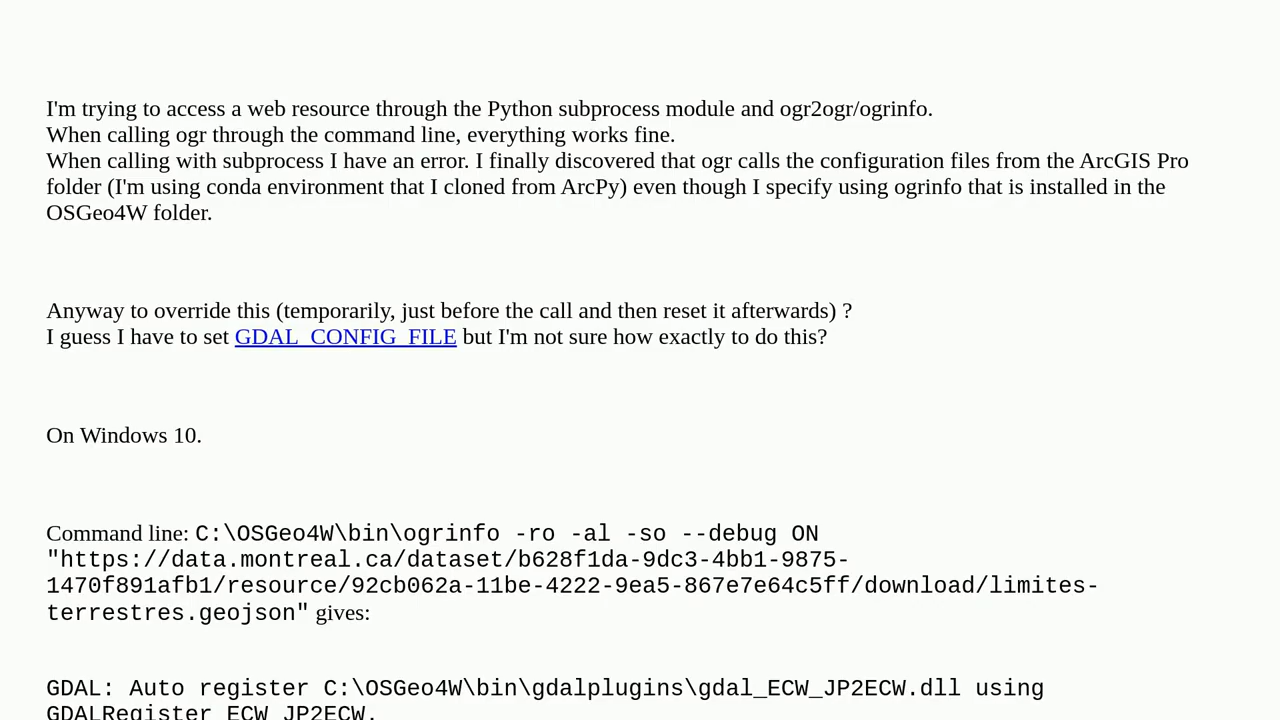 I'm trying to access a web resource through the Python subprocess module and ogr2ogr/ogrinfo.
When calling ogr through the command line, everything works fine.
When calling with subprocess I have an error. I finally discovered that ogr calls the configuration files from the ArcGIS Pro
folder (I'm using conda environment that I cloned from ArcPy) even though I specify using ogrinfo that is installed in the
OSGeo4W folder.
Anyway to override this (temporarily, just before the call and then reset it afterwards) ?
I guess I have to set GDAL_CONFIG_FILE but I'm not sure how exactly to do this?
On Windows 10.
Command line: C:\OSGeo4W\bin\ogrinfo -ro -al -so --debug ON
"https://data.montreal.ca/dataset/b628f1da-9dc3-4bb1-9875-
1470f891afb1/resource/92cb062a-11be-4222-9ea5-867e7e64c5ff/download/limites-
terrestres.geojson" gives:
GDAL: Auto register C:\OSGeo4W\bin\gdalplugins\gdal_ECW_JP2ECW.dll using
GDALRegister_ECW_JP2ECW.